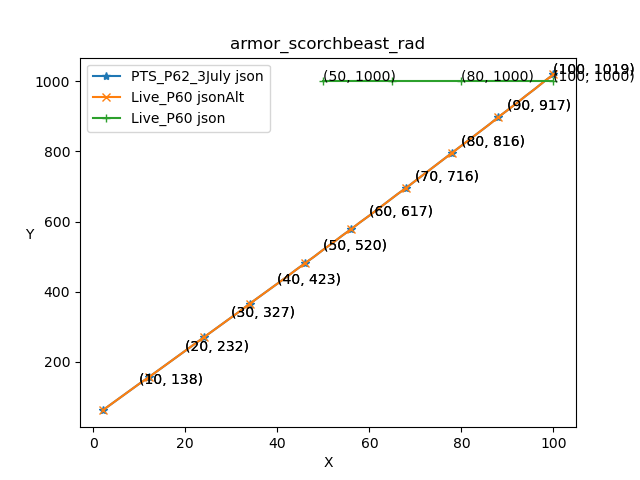 armor_scorchbeast_rad
PTS_P62_3July json
Live_P60 jsonAlt
Live_P60 json
(50, 1000)
(80, 1000)
(100, 1019)
(100, 1000)
(90, 917)
(80, 816)
(70, 716)
(60, 617)
(50, 520)
(40, 423)
(30, 327)
(20, 232)
(10, 138)
1000
800
600
400
200
Y
0 20 40 60 80 100
X